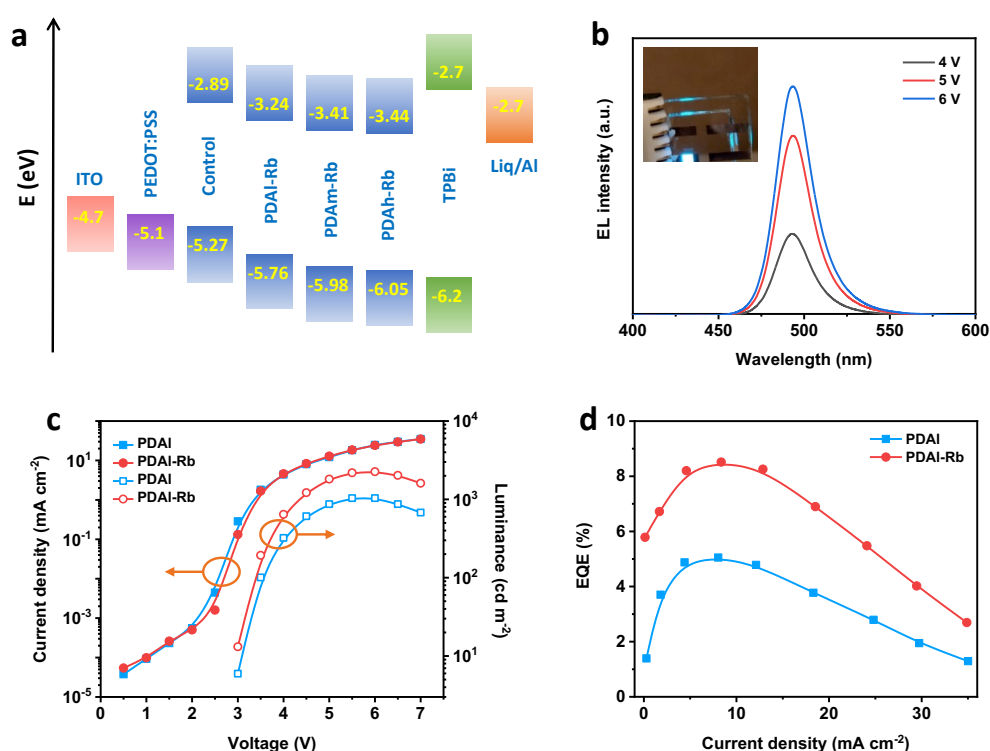 a
E (eV)
ITO
-4.7
PEDOT:PSS
-5.1
Control
-2.89
-5.27
PDAI-Rb
-3.24
-5.76
PDAm-Rb
-3.41
-5.98
PDAh-Rb
-3.44
-6.05
TPBi
-2.7
-6.2
Liq/Al
-2.7
b
EL intensity (a.u.)
4 V
5 V
6 V
400 450 500 550 600
Wavelength (nm)
c
Current density (mA cm⁻²)
10¹
10⁻¹
10⁻³
10⁻⁵
PDAI
PDAI-Rb
PDAI
PDAI-Rb
10⁴
10³
10²
10¹
Luminance (cd m⁻²)
0 1 2 3 4 5 6 7
Voltage (V)
d
EQE (%)
10
8
6
4
2
0
PDAI
PDAI-Rb
0 10 20 30
Current density (mA cm⁻²)